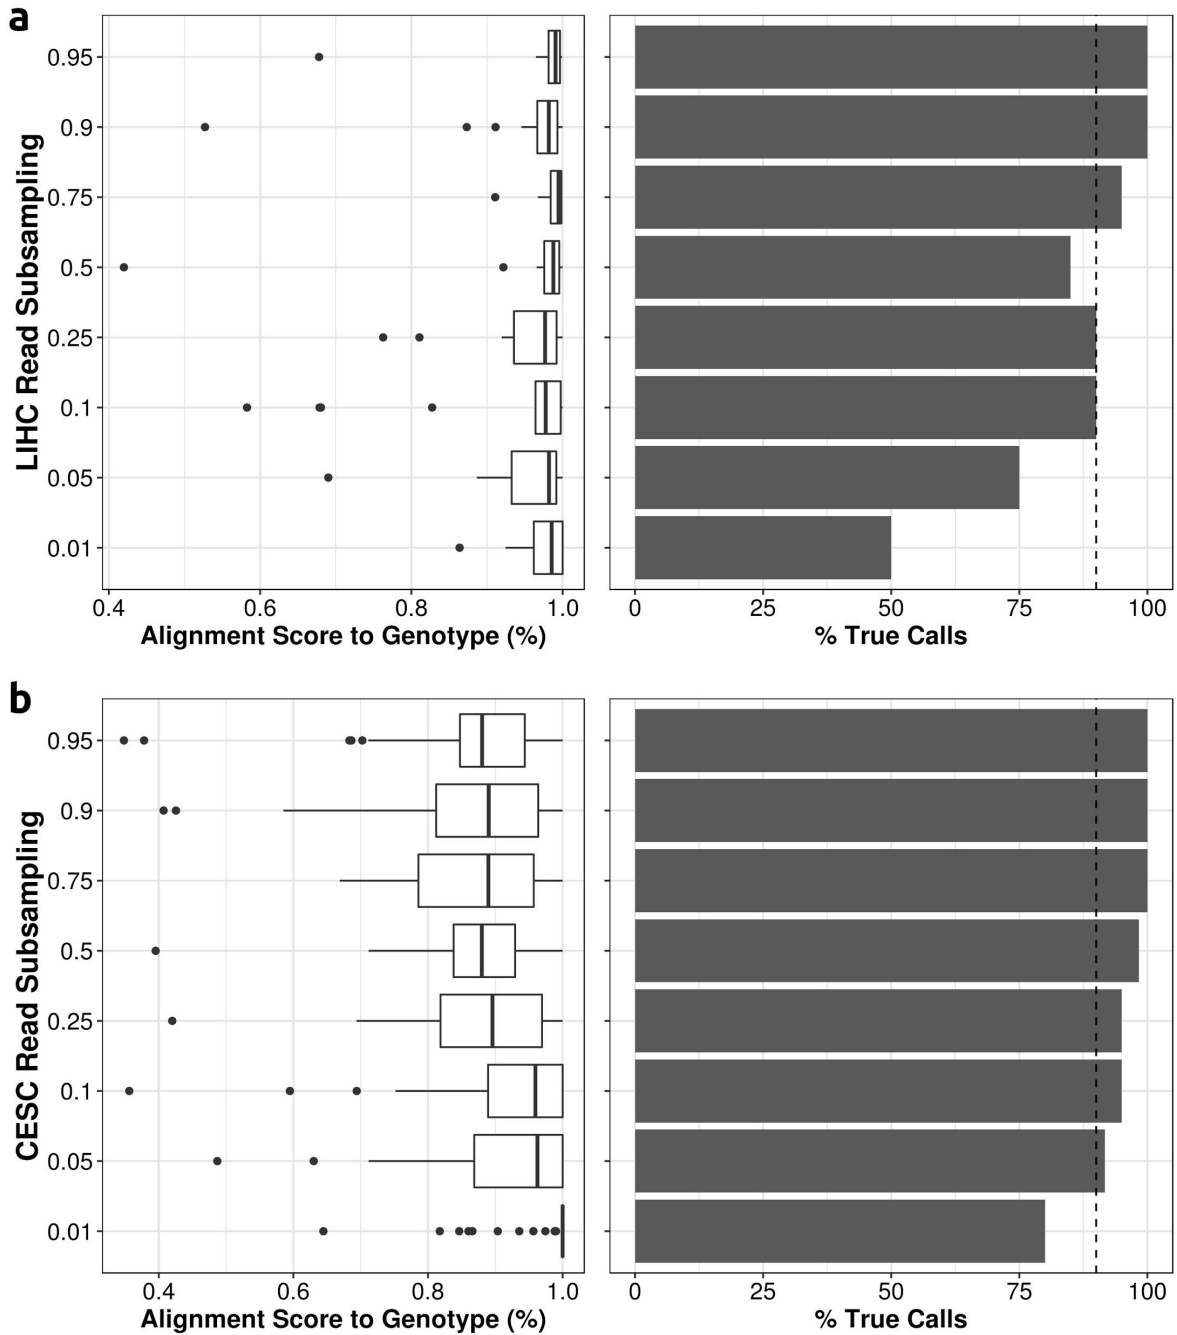 a
LIHC Read Subsampling
0.95
0.9
0.75
0.5
0.25
0.1
0.05
0.01
0.4 0.6 0.8 1.0
Alignment Score to Genotype (%)
0 25 50 75 100
% True Calls
b
CESC Read Subsampling
0.95
0.9
0.75
0.5
0.25
0.1
0.05
0.01
0.4 0.6 0.8 1.0
Alignment Score to Genotype (%)
0 25 50 75 100
% True Calls